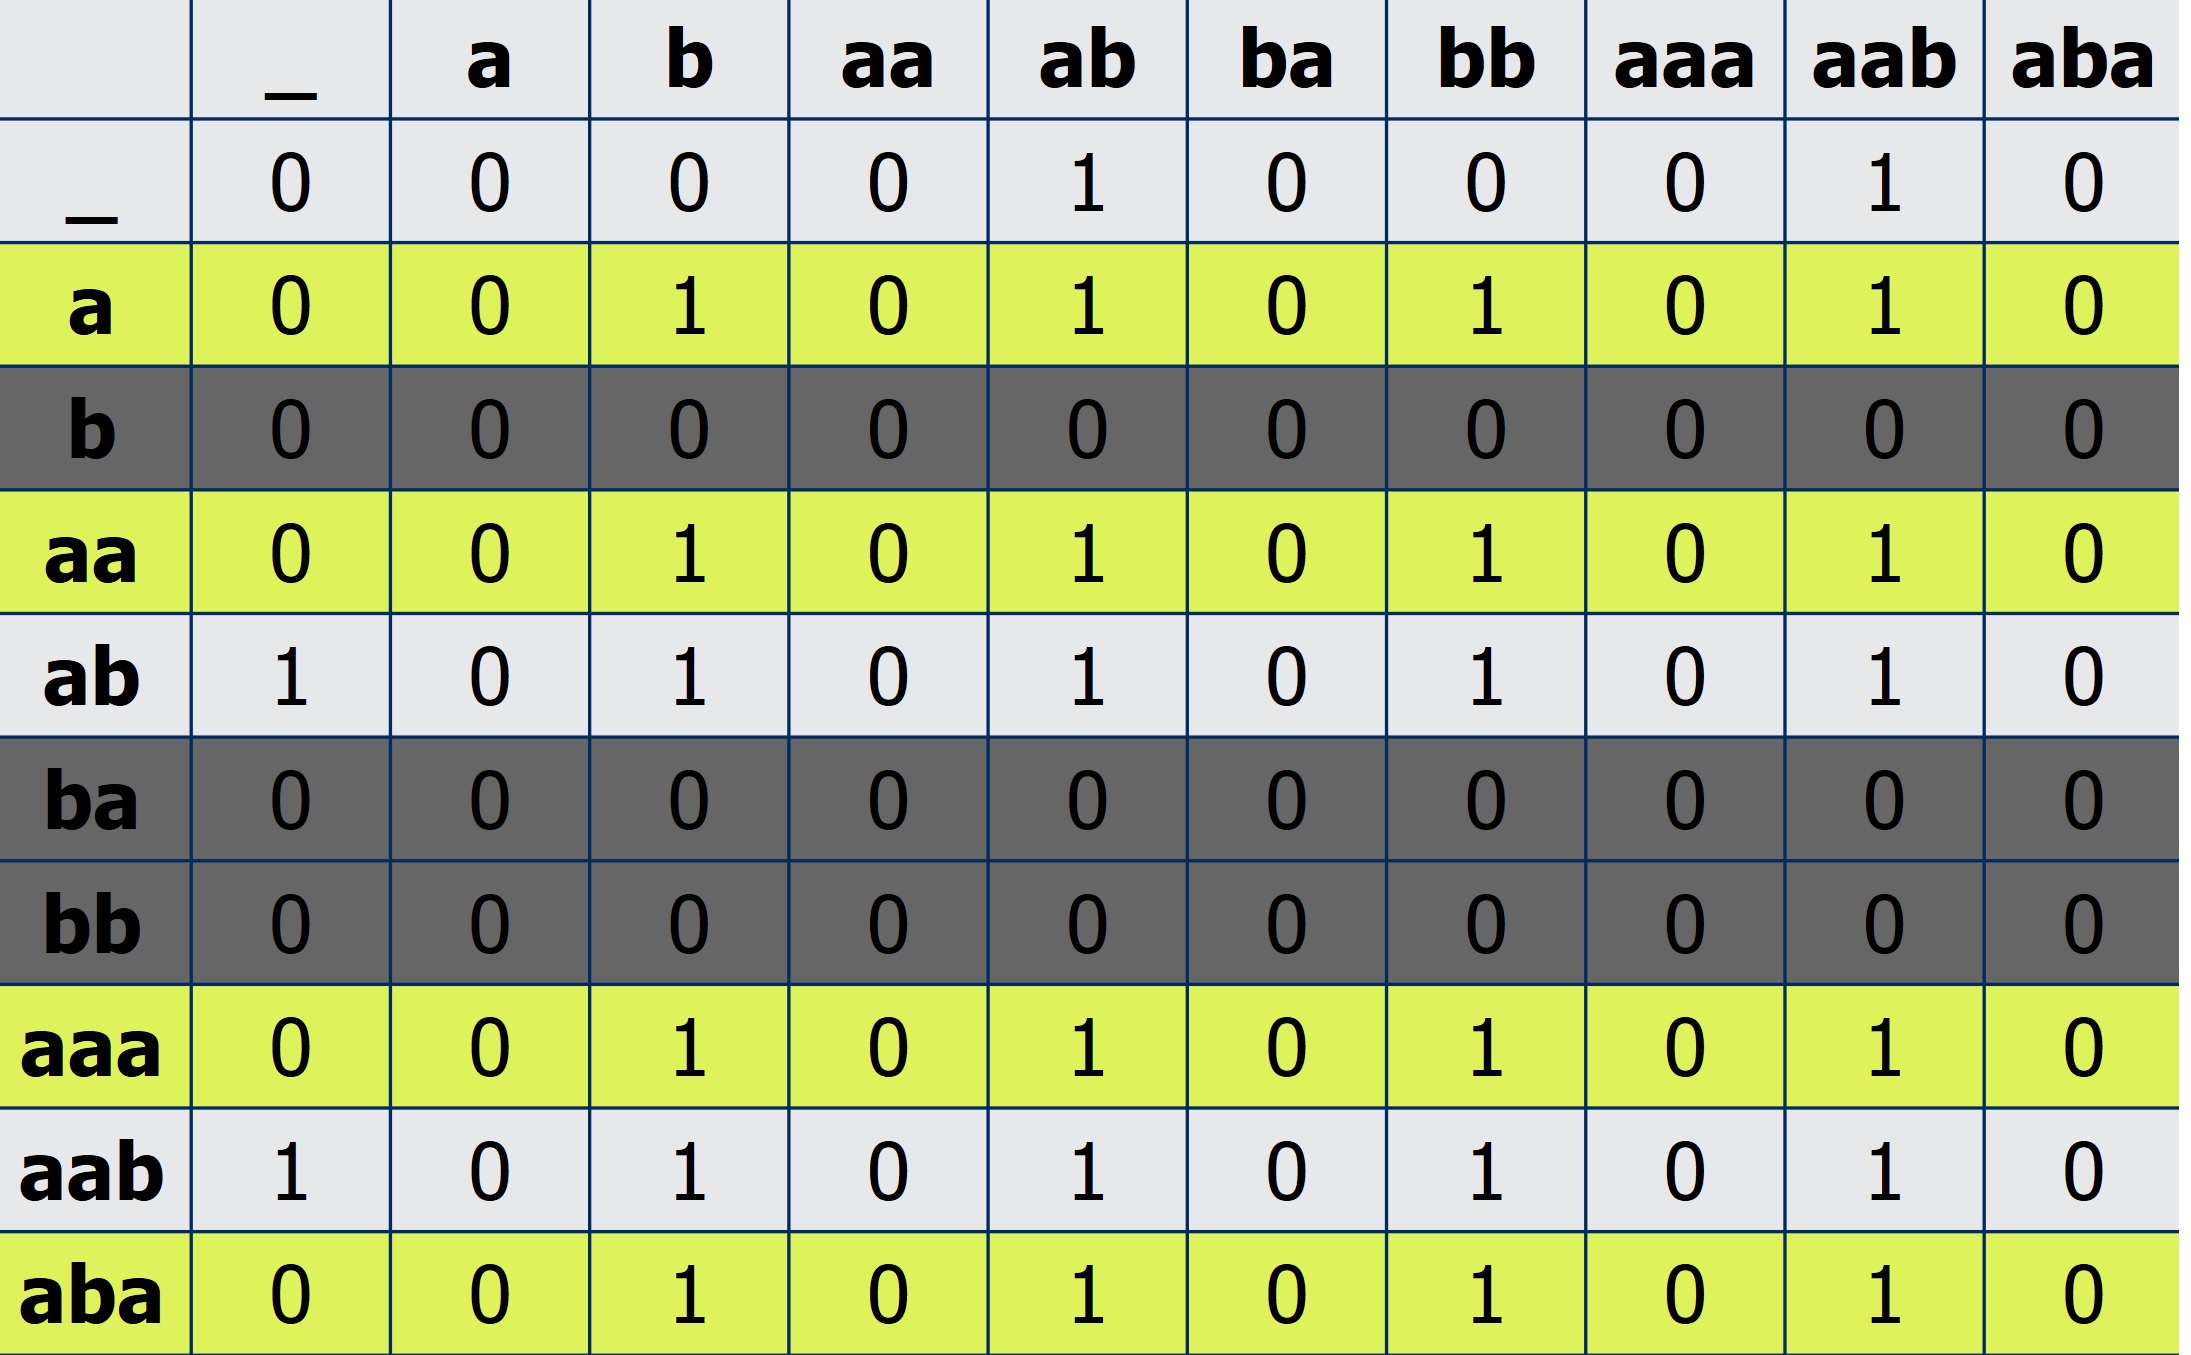 _ a b aa ab ba bb aaa aab aba
_ 0 0 0 0 1 0 0 0 1 0
a 0 0 1 0 1 0 1 0 1 0
b 0 0 0 0 0 0 0 0 0 0
aa 0 0 1 0 1 0 1 0 1 0
ab 1 0 1 0 1 0 1 0 1 0
ba 0 0 0 0 0 0 0 0 0 0
bb 0 0 0 0 0 0 0 0 0 0
aaa 0 0 1 0 1 0 1 0 1 0
aab 1 0 1 0 1 0 1 0 1 0
aba 0 0 1 0 1 0 1 0 1 0